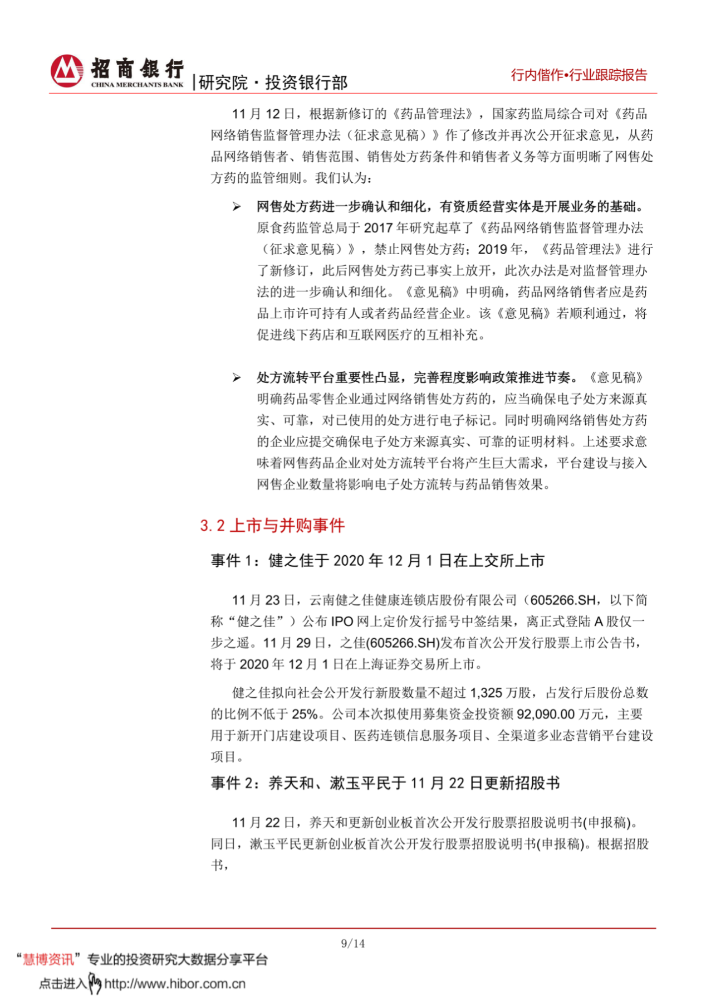 招商银行
CHINA MERCHANTS BANK
|研究院·投资银行部
行内偕作•行业跟踪报告
11 月 12 日，根据新修订的《药品管理法》，国家药监局综合司对《药品
网络销售监督管理办法（征求意见稿）》作了修改并再次公开征求意见，从药
品网络销售者、销售范围、销售处方药条件和销售者义务等方面明晰了网售处
方药的监管细则。我们认为：
➢ 网售处方药进一步确认和细化，有资质经营实体是开展业务的基础。
原食药监管总局于 2017 年研究起草了《药品网络销售监督管理办法
（征求意见稿）》，禁止网售处方药；2019 年，《药品管理法》进行
了新修订，此后网售处方药已事实上放开，此次办法是对监督管理办
法的进一步确认和细化。《意见稿》中明确，药品网络销售者应是药
品上市许可持有人或者药品经营企业。该《意见稿》若顺利通过，将
促进线下药店和互联网医疗的互相补充。
➢ 处方流转平台重要性凸显，完善程度影响政策推进节奏。《意见稿》
明确药品零售企业通过网络销售处方药的，应当确保电子处方来源真
实、可靠，对已使用的处方进行电子标记。同时明确网络销售处方药
的企业应提交确保电子处方来源真实、可靠的证明材料。上述要求意
味着网售药品企业对处方流转平台将产生巨大需求，平台建设与接入
网售企业数量将影响电子处方流转与药品销售效果。
3.2 上市与并购事件
事件 1：健之佳于 2020 年 12 月 1 日在上交所上市
11 月 23 日，云南健之佳健康连锁店股份有限公司（605266.SH，以下简
称“健之佳”）公布 IPO 网上定价发行摇号中签结果，离正式登陆 A 股仅一
步之遥。11 月 29 日，之佳(605266.SH)发布首次公开发行股票上市公告书，
将于 2020 年 12 月 1 日在上海证券交易所上市。
健之佳拟向社会公开发行新股数量不超过 1,325 万股，占发行后股份总数
的比例不低于 25%。公司本次拟使用募集资金投资额 92,090.00 万元，主要
用于新开门店建设项目、医药连锁信息服务项目、全渠道多业态营销平台建设
项目。
事件 2：养天和、漱玉平民于 11 月 22 日更新招股书
11 月 22 日，养天和更新创业板首次公开发行股票招股说明书(申报稿)。
同日，漱玉平民更新创业板首次公开发行股票招股说明书(申报稿)。根据招股
书，
9/14
“慧博资讯”专业的投资研究大数据分享平台
点击进入 http://www.hibor.com.cn